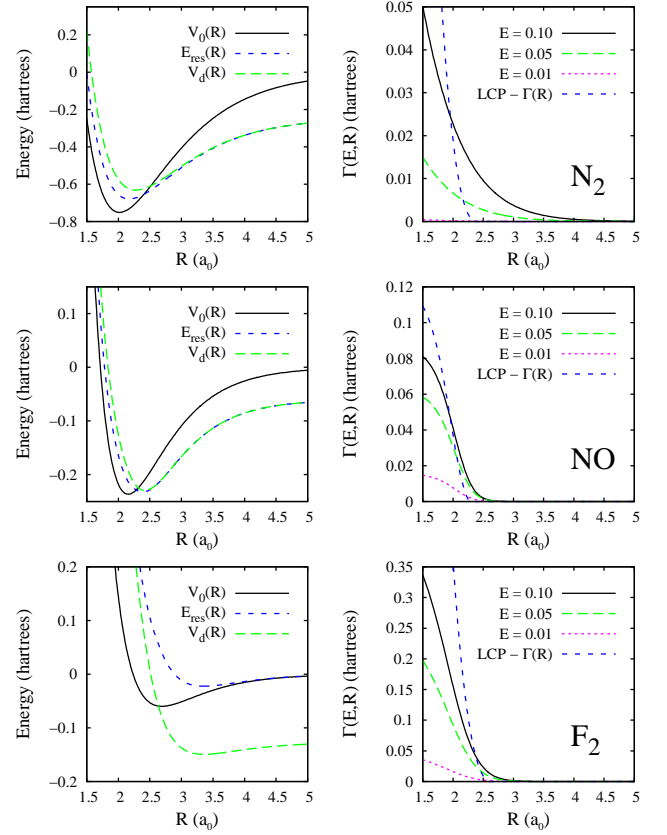 0.2
0
−0.2
−0.4
−0.6
−0.8
1.5 2 2.5 3 3.5 4 4.5 5
Energy (hartrees)
R (a0)
V0(R)
Eres(R)
Vd(R)
0.05
0.04
0.03
0.02
0.01
0
1.5 2 2.5 3 3.5 4 4.5 5
Γ(E,R) (hartrees)
R (a0)
E = 0.10
E = 0.05
E = 0.01
LCP − Γ(R)
N2
0.1
0
−0.1
−0.2
1.5 2 2.5 3 3.5 4 4.5 5
Energy (hartrees)
R (a0)
V0(R)
Eres(R)
Vd(R)
0.12
0.1
0.08
0.06
0.04
0.02
0
1.5 2 2.5 3 3.5 4 4.5 5
Γ(E,R) (hartrees)
R (a0)
E = 0.10
E = 0.05
E = 0.01
LCP − Γ(R)
NO
0.2
0.1
0
−0.1
−0.2
1.5 2 2.5 3 3.5 4 4.5 5
Energy (hartrees)
R (a0)
V0(R)
Eres(R)
Vd(R)
0.35
0.3
0.25
0.2
0.15
0.1
0.05
0
1.5 2 2.5 3 3.5 4 4.5 5
Γ(E,R) (hartrees)
R (a0)
E = 0.10
E = 0.05
E = 0.01
LCP − Γ(R)
F2